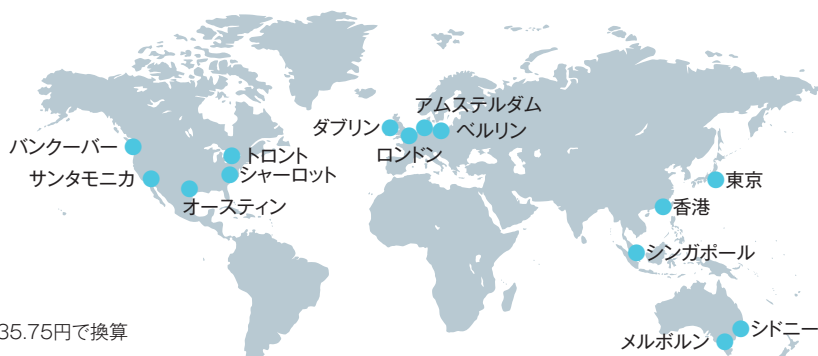 アムステルダム
ダブリン
ベルリン
ロンドン
バンクーバー
トロント
サンタモニカ
シャーロット
オースティン
東京
香港
シンガポール
シドニー
35.75円で換算
メルボルン